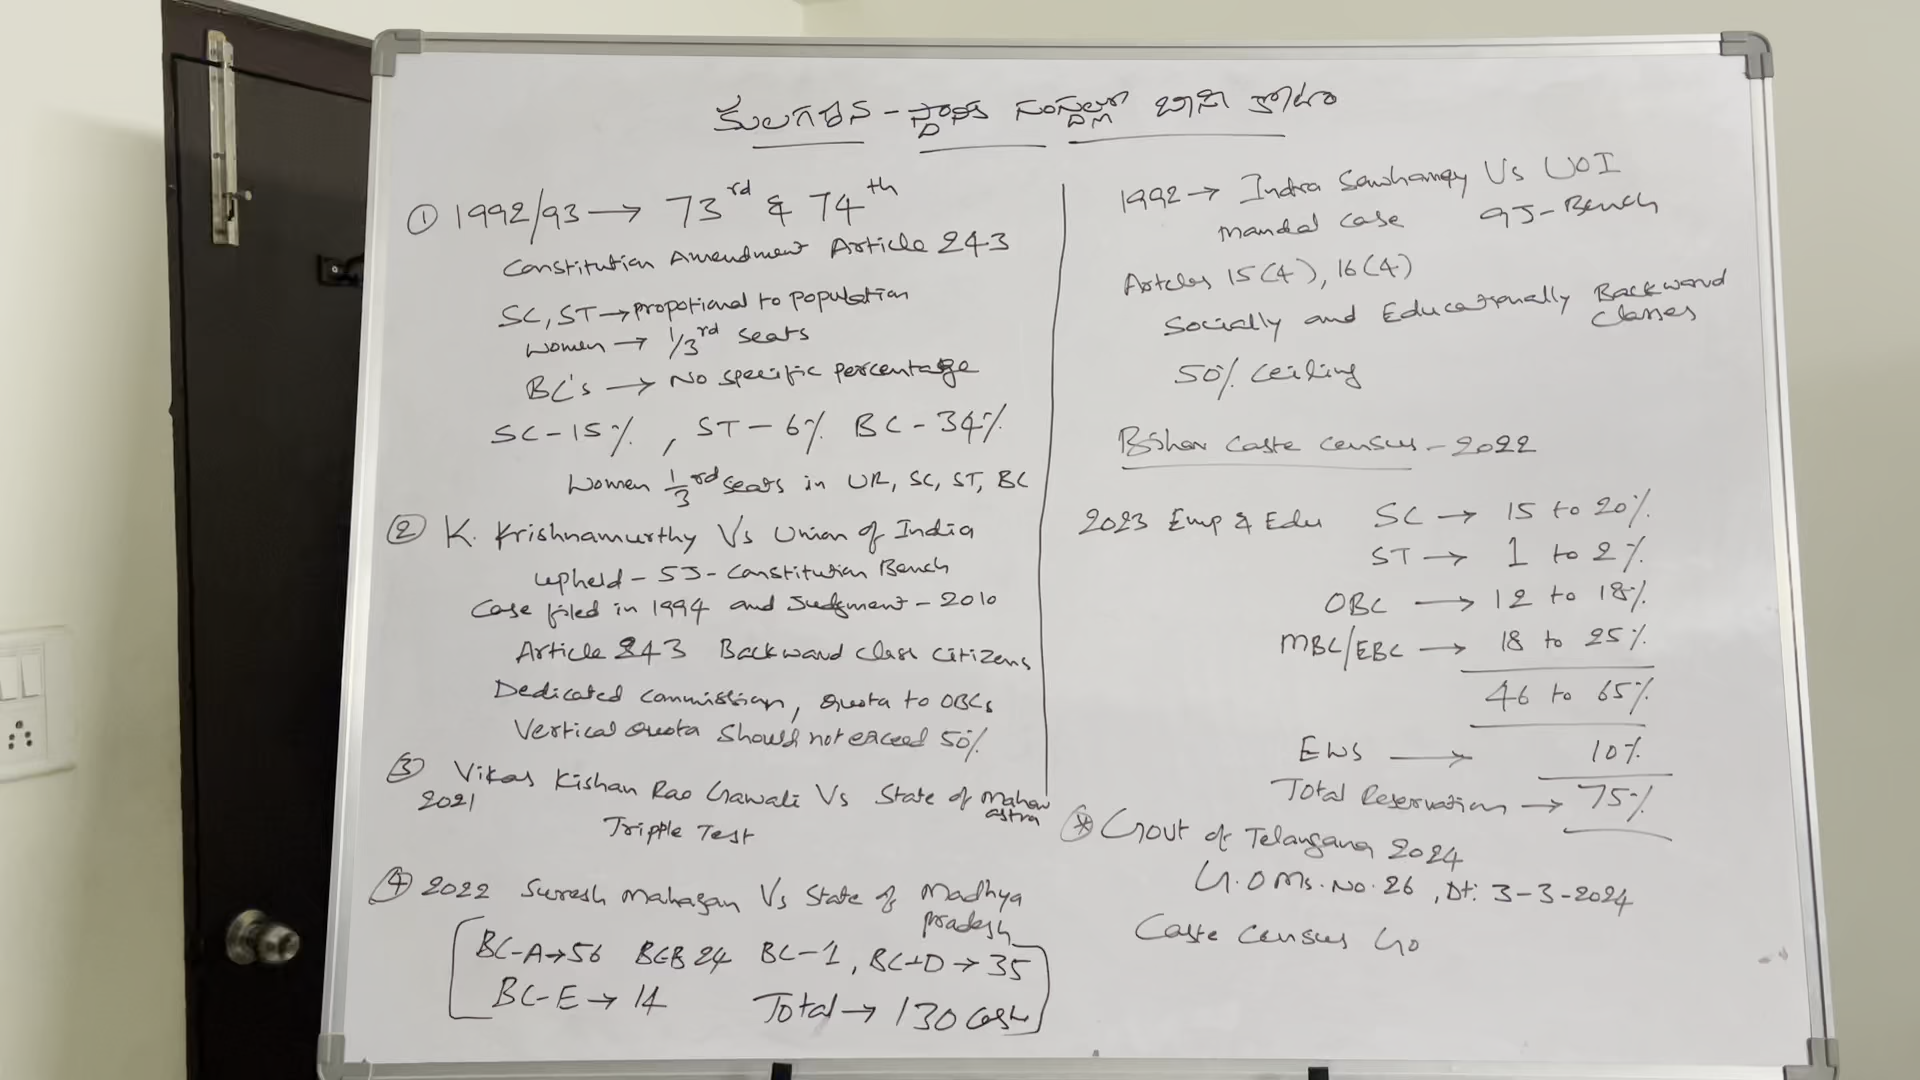 కులగణన - స్థానిక సంస్థల్లో బీసి కోటా
① 1992/93 → 73rd & 74th
Constitution Amendment Article 243
SC, ST → propotional to population
Women → 1/3rd seats
BC's → No specific percentage
SC-15%, ST-6% BC-34%
Women 1/3rd seats in UR, SC, ST, BC
② K. Krishnamurthy Vs Union of India
upheld - 5J- Constitution Bench
Case filed in 1994 and Judgment - 2010
Article 243 Backward class citizens
Dedicated commission, Quota to OBCs
Vertical Quota should not exceed 50%
③ Vikas Kishan Rao Gawali Vs State of Mahar
astra
2021
Tripple Test
④ 2022 Suresh Mahagan Vs State of Madhya
pradesh
BC-A→56 BCB 24 BC-1, BC-D → 35
BC-E → 14 Total → 130 Caste
1992 → Indra Sawhaney Vs UOI
Mandal Case 9J-Bench
Articles 15(4), 16(4)
Socially and Educationally Backward
Classes
50% ceiling
Bihar Caste Census - 2022
2023 Emp & Edu SC → 15 to 20%
ST → 1 to 2%
OBC → 12 to 18%
MBC/EBC → 18 to 25%
46 to 65%
EWS → 10%
Total Reservation → 75%
* Govt of Telangana 2024
G.O Ms. No. 26, Dt: 3-3-2024
Caste Census Go